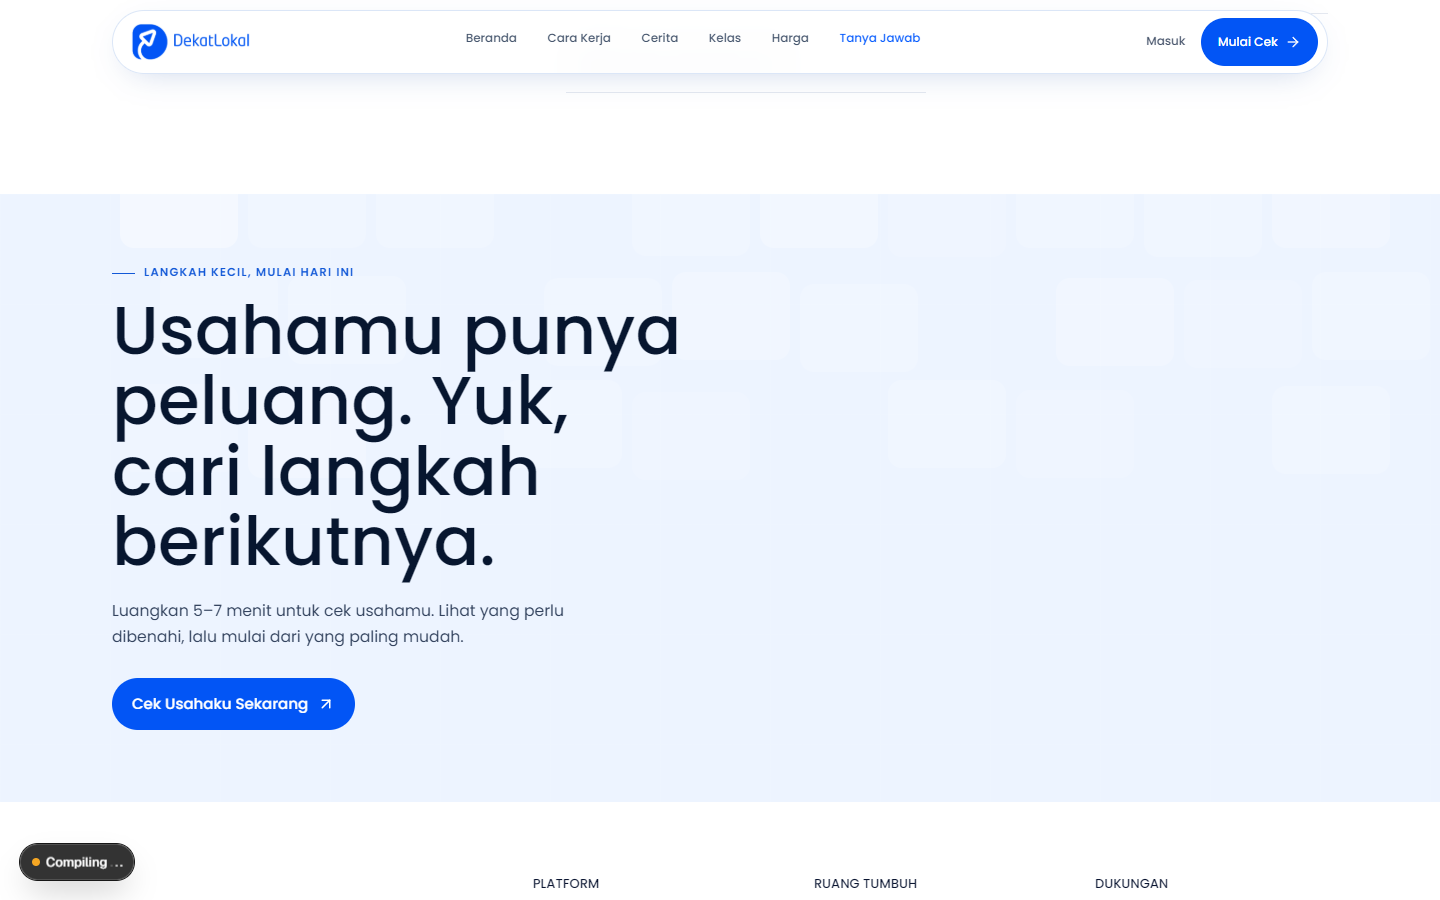 DekatLokal
Beranda
Cara Kerja
Cerita
Kelas
Harga
Tanya Jawab
Masuk
Mulai Cek
LANGKAH KECIL, MULAI HARI INI
Usahamu punya
peluang. Yuk,
cari langkah
berikutnya.
Luangkan 5–7 menit untuk cek usahamu. Lihat yang perlu
dibenahi, lalu mulai dari yang paling mudah.
Cek Usahaku Sekarang
Compiling ...
PLATFORM
RUANG TUMBUH
DUKUNGAN